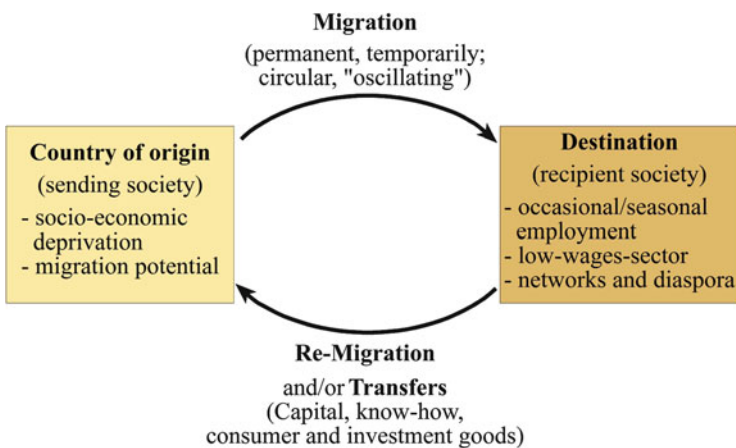 Migration
(permanent, temporarily;
circular, "oscillating")
Country of origin
(sending society)
- socio-economic
deprivation
- migration potential
Destination
(recipient society)
- occasional/seasonal
employment
- low-wages-sector
- networks and diaspora
Re-Migration
and/or Transfers
(Capital, know-how,
consumer and investment goods)